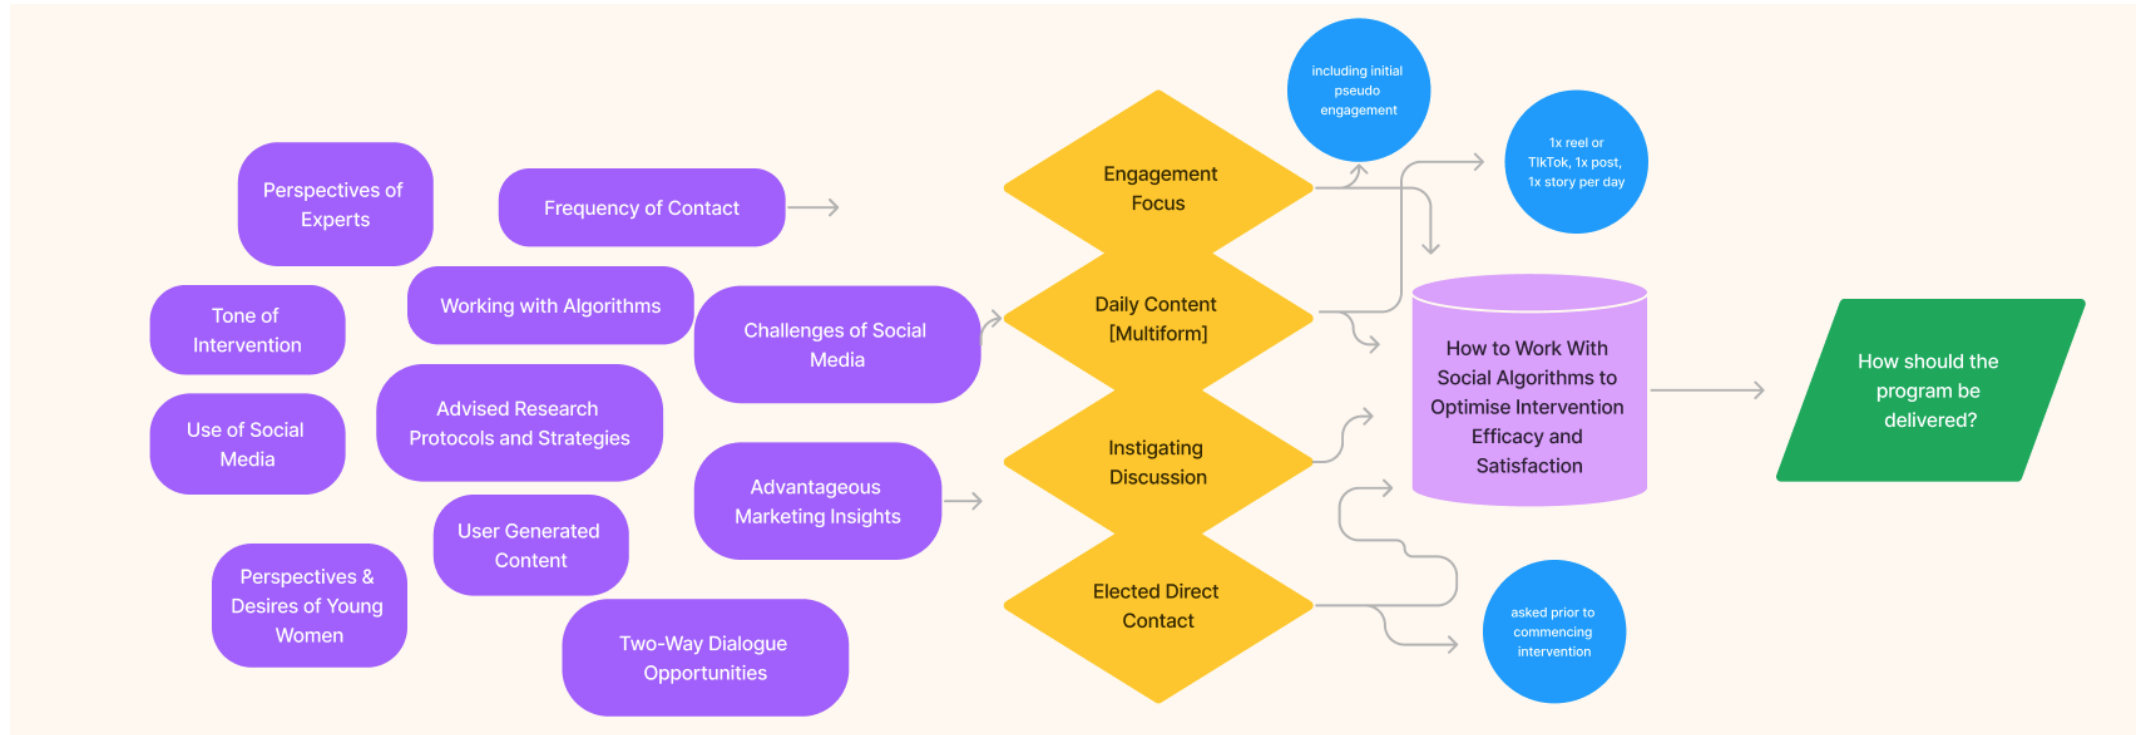 Perspectives of
Experts
Frequency of Contact
Tone of
Intervention
Working with Algorithms
Challenges of Social
Media
Use of Social
Media
Advised Research
Protocols and Strategies
Advantageous
Marketing Insights
User Generated
Content
Perspectives &
Desires of Young
Women
Two-Way Dialogue
Opportunities
Engagement
Focus
Daily Content
[Multiform]
Instigating
Discussion
Elected Direct
Contact
including initial
pseudo
engagement
1x reel or
TIkTok, 1x post,
1x story per day
How to Work With
Social Algorithms to
Optimise Intervention
Efficacy and
Satisfaction
asked prior to
commencing
intervention
How should the
program be
delivered?